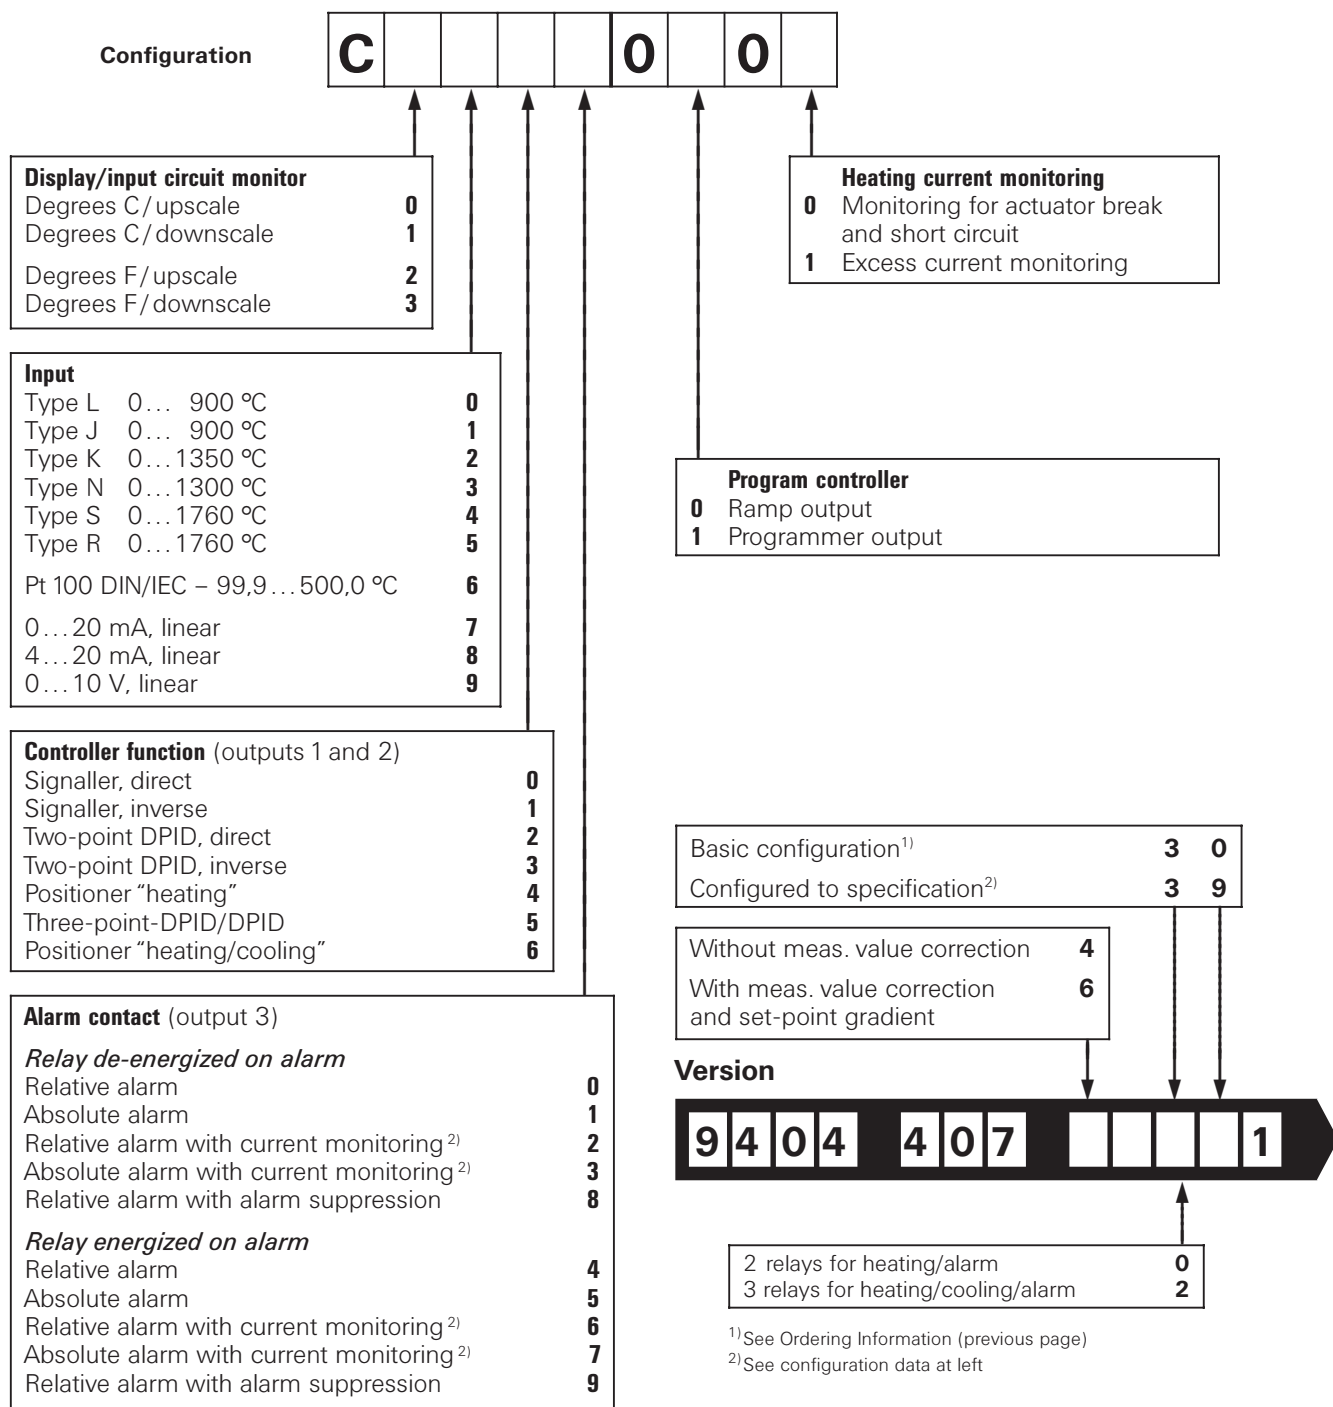 Configuration C 0 0
Display/input circuit monitor
Degrees C/upscale 0
Degrees C/downscale 1
Degrees F/upscale 2
Degrees F/downscale 3
Heating current monitoring
0 Monitoring for actuator break
and short circuit
1 Excess current monitoring
Input
Type L 0... 900 ºC 0
Type J 0... 900 ºC 1
Type K 0...1350 ºC 2
Type N 0...1300 ºC 3
Type S 0...1760 ºC 4
Type R 0...1760 ºC 5
Pt 100 DIN/IEC – 99,9...500,0 ºC 6
0...20 mA, linear 7
4...20 mA, linear 8
0...10 V, linear 9
Program controller
0 Ramp output
1 Programmer output
Controller function (outputs 1 and 2)
Signaller, direct 0
Signaller, inverse 1
Two-point DPID, direct 2
Two-point DPID, inverse 3
Positioner “heating” 4
Three-point-DPID/DPID 5
Positioner “heating/cooling” 6
Alarm contact (output 3)
Relay de-energized on alarm
Relative alarm 0
Absolute alarm 1
Relative alarm with current monitoring 2) 2
Absolute alarm with current monitoring 2) 3
Relative alarm with alarm suppression 8
Relay energized on alarm
Relative alarm 4
Absolute alarm 5
Relative alarm with current monitoring 2) 6
Absolute alarm with current monitoring 2) 7
Relative alarm with alarm suppression 9
Basic configuration1) 3 0
Configured to specification2) 3 9
Without meas. value correction 4
With meas. value correction 6
and set-point gradient
Version
9404 407 1
2 relays for heating/alarm 0
3 relays for heating/cooling/alarm 2
1) See Ordering Information (previous page)
2) See configuration data at left